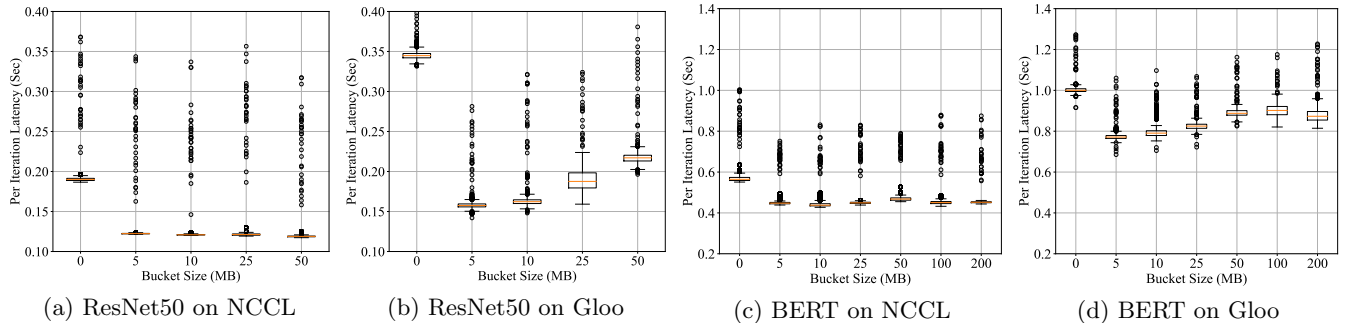 0.40
0.35
0.30
0.25
0.20
0.15
0.10
Per Iteration Latency (Sec)
0 5 10 25 50
Bucket Size (MB)
(a) ResNet50 on NCCL
0.40
0.35
0.30
0.25
0.20
0.15
0.10
Per Iteration Latency (Sec)
0 5 10 25 50
Bucket Size (MB)
(b) ResNet50 on Gloo
1.4
1.2
1.0
0.8
0.6
0.4
0.2
Per Iteration Latency (Sec)
0 5 10 25 50 100 200
Bucket Size (MB)
(c) BERT on NCCL
1.4
1.2
1.0
0.8
0.6
0.4
0.2
Per Iteration Latency (Sec)
0 5 10 25 50 100 200
Bucket Size (MB)
(d) BERT on Gloo